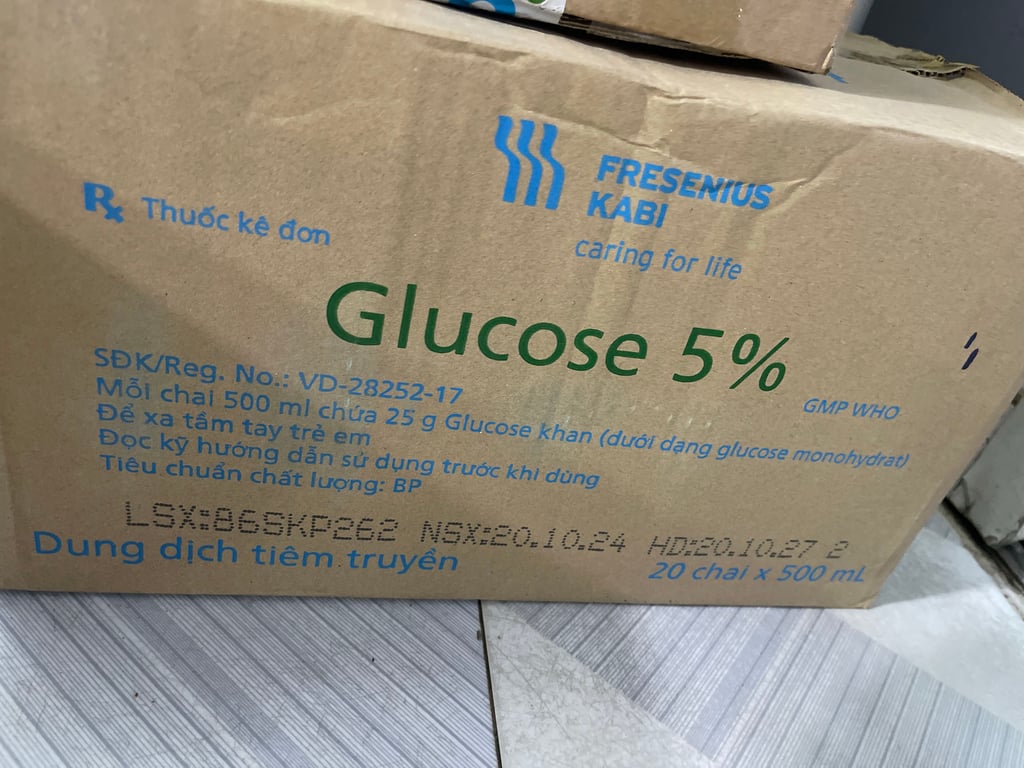 FRESENIUS
KABI
caring for life
Rx Thuốc kê đơn
Glucose 5%
GMP WHO
SĐK/Reg. No.: VD-28252-17
Mỗi chai 500 ml chứa 25 g Glucose khan (dưới dạng glucose monohydrat)
Để xa tầm tay trẻ em
Đọc kỹ hướng dẫn sử dụng trước khi dùng
Tiêu chuẩn chất lượng: BP
LSX:86SKP262 NSX:20.10.24 HD:20.10.27 2
Dung dịch tiêm truyền
20 chai x 500 mL